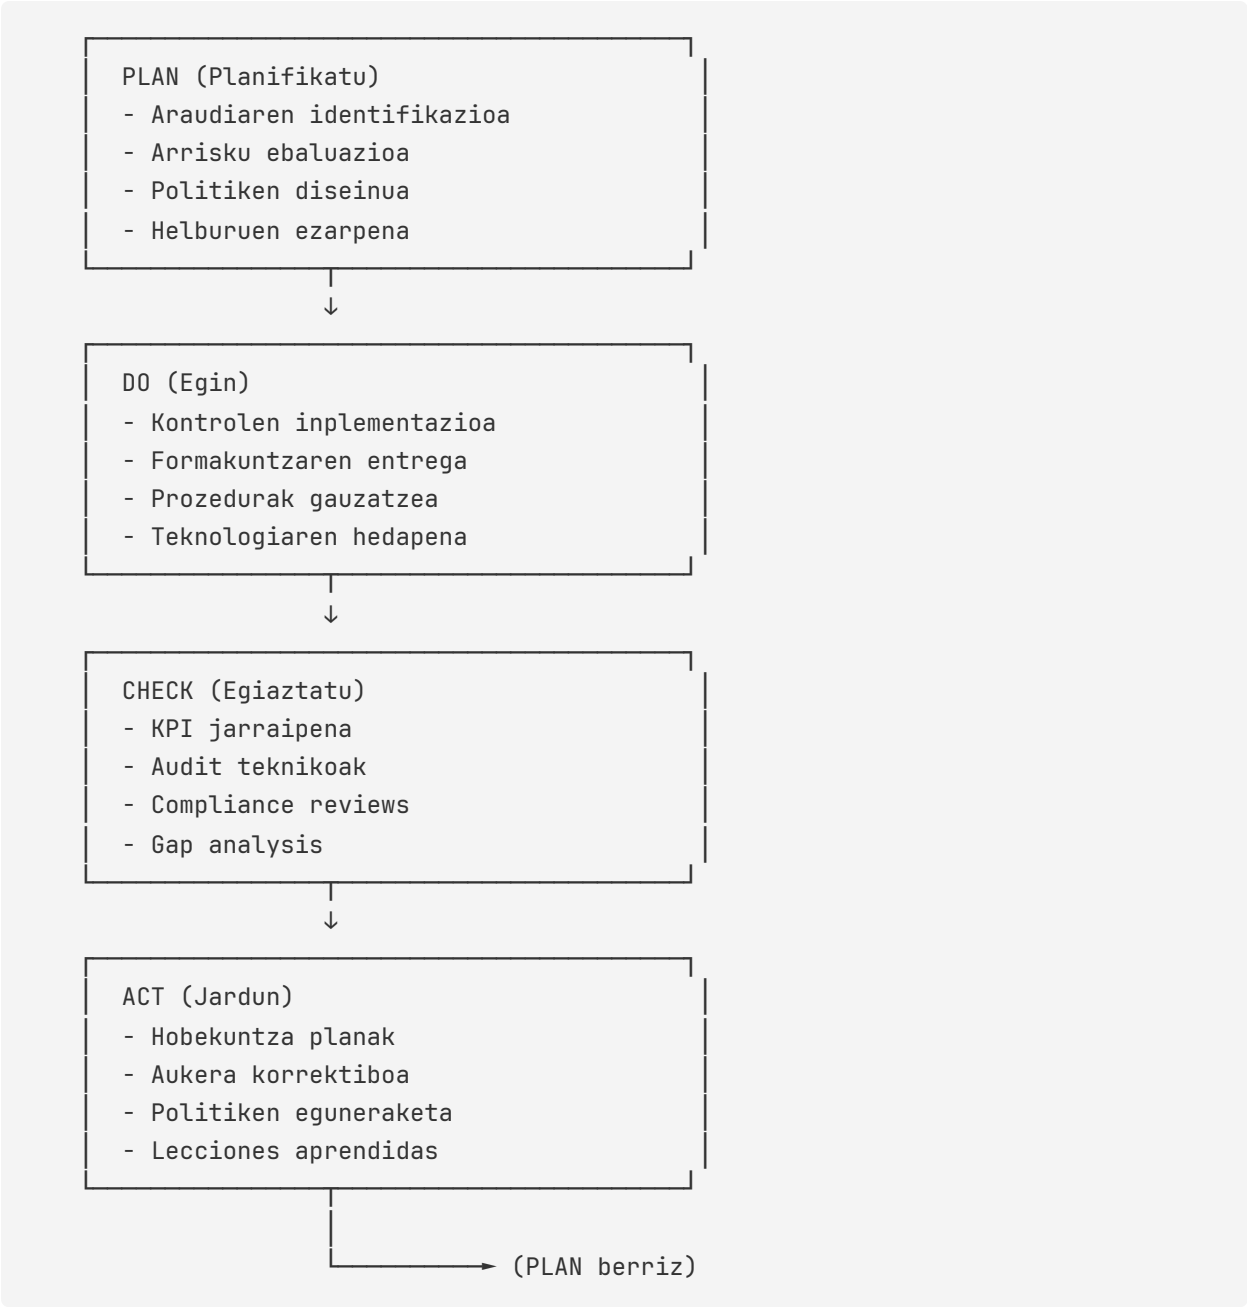 PLAN (Planifikatu)
- Araudiaren identifikazioa
- Arrisku ebaluazioa
- Politiken diseinua
- Helburuen ezarpena
↓
DO (Egin)
- Kontrolen inplementazioa
- Formakuntzaren entrega
- Prozedurak gauzatzea
- Teknologiaren hedapena
↓
CHECK (Egiaztatu)
- KPI jarraipena
- Audit teknikoak
- Compliance reviews
- Gap analysis
↓
ACT (Jardun)
- Hobekuntza planak
- Aukera korrektiboa
- Politiken eguneraketa
- Lecciones aprendidas
(PLAN berriz)